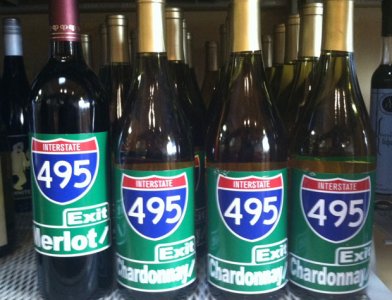 INTERSTATE
495
Exit
Merlot!
INTERSTATE
495
Exit
Chardonnay!
INTERSTATE
495
Exit
Chardonnay!
INTERSTATE
495
Exit
Chardonnay!